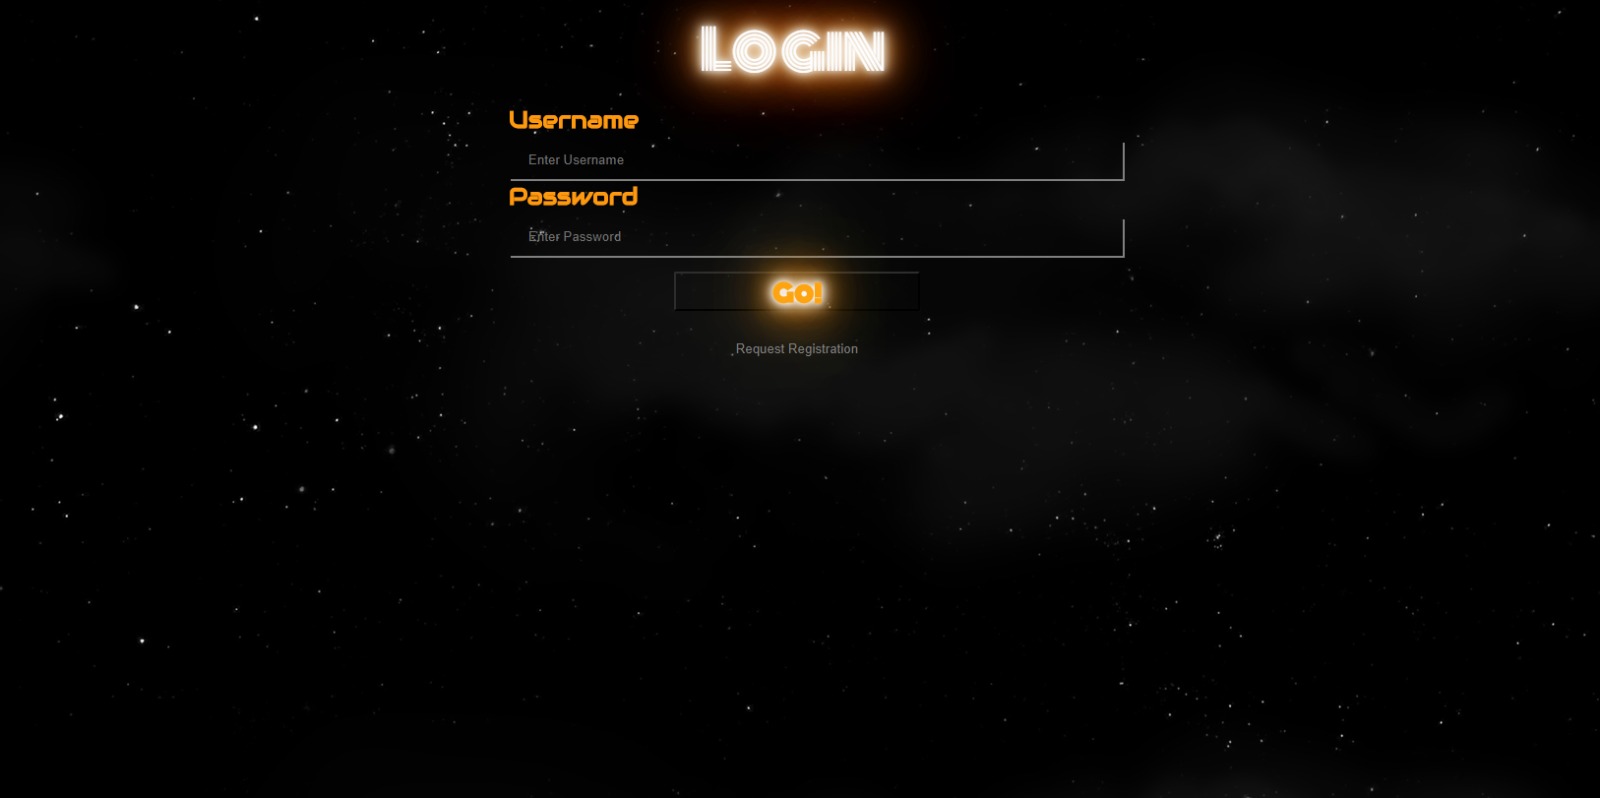 LOGIN
Username
Enter Username
Password
Enter Password
Go!
Request Registration